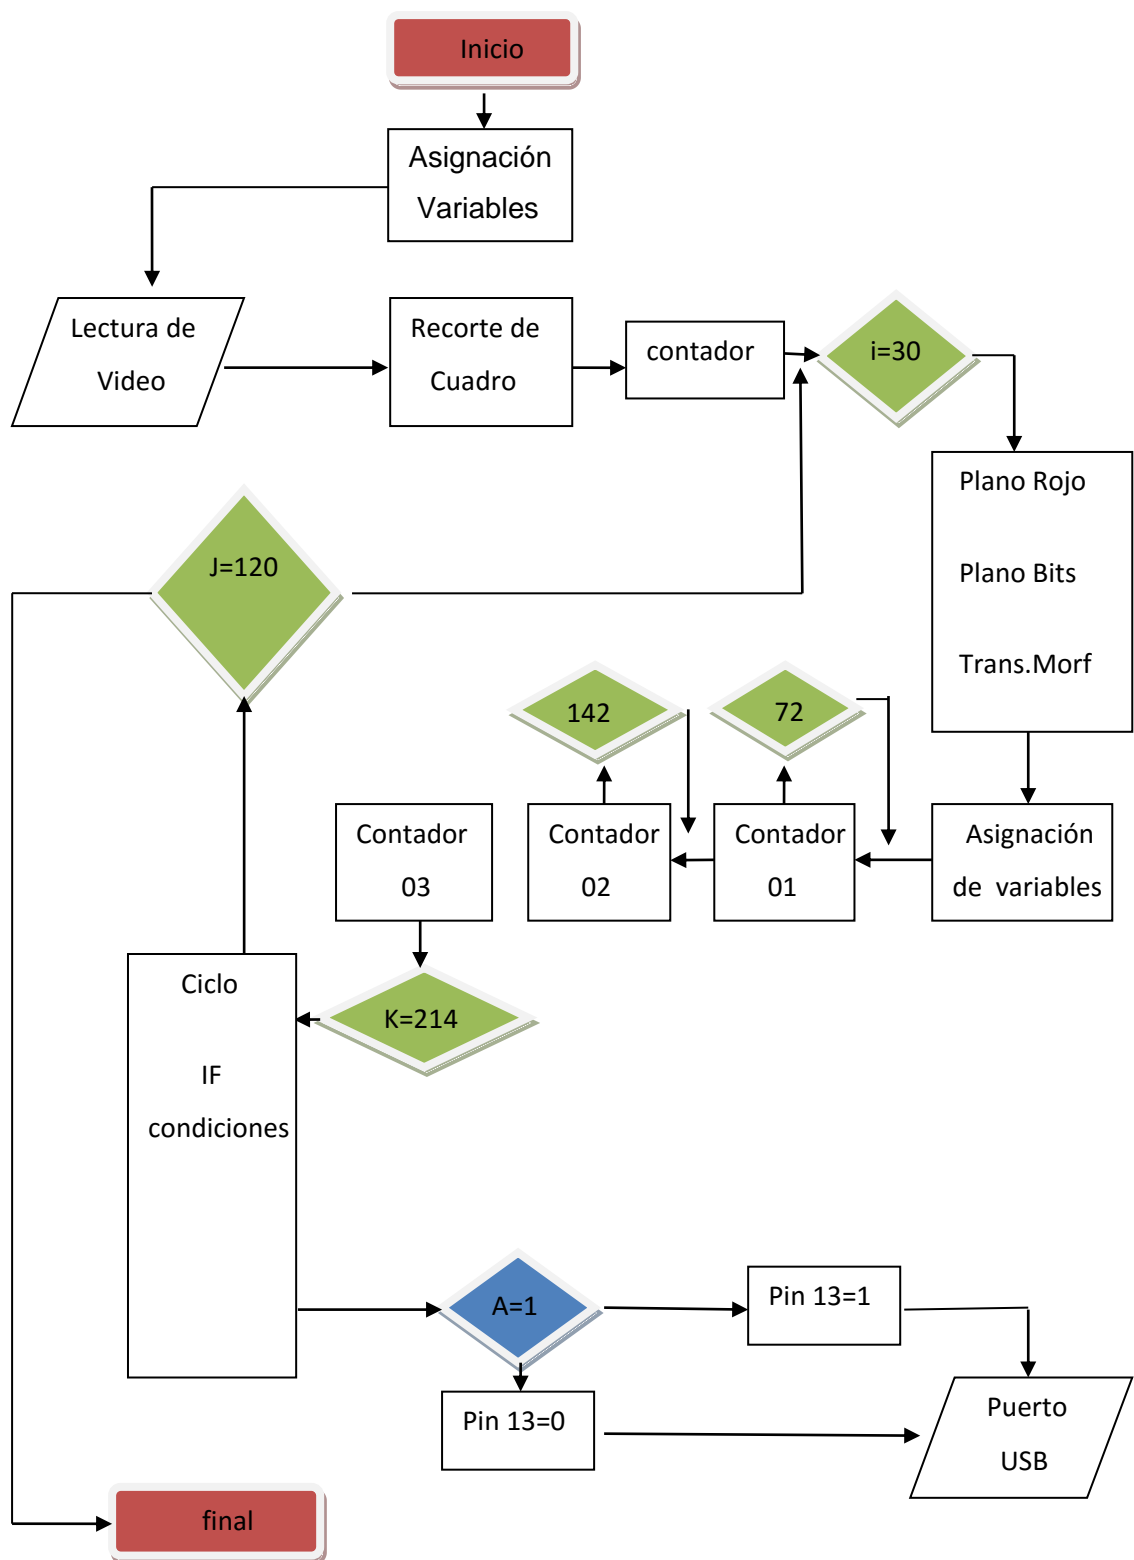 Inicio
Asignación
Variables
Lectura de
Video
Recorte de
Cuadro
contador
i=30
Plano Rojo
Plano Bits
Trans.Morf
J=120
142
72
Contador
03
Contador
02
Contador
01
Asignación
de variables
Ciclo
IF
condiciones
K=214
A=1
Pin 13=1
Pin 13=0
Puerto
USB
final